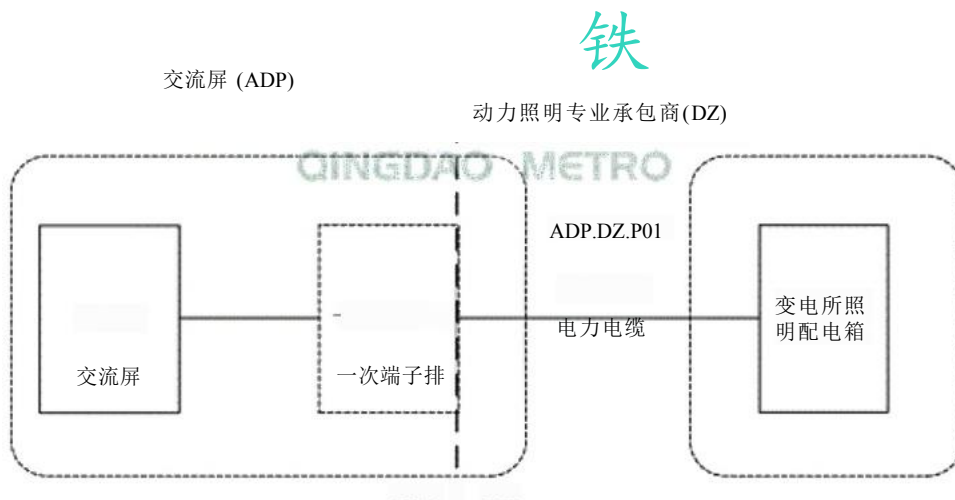 铁
交流屏 (ADP)
动力照明专业承包商(DZ)
QINGDAO METRO
ADP.DZ.P01
变电所照
明配电箱
电力电缆
交流屏
一次端子排